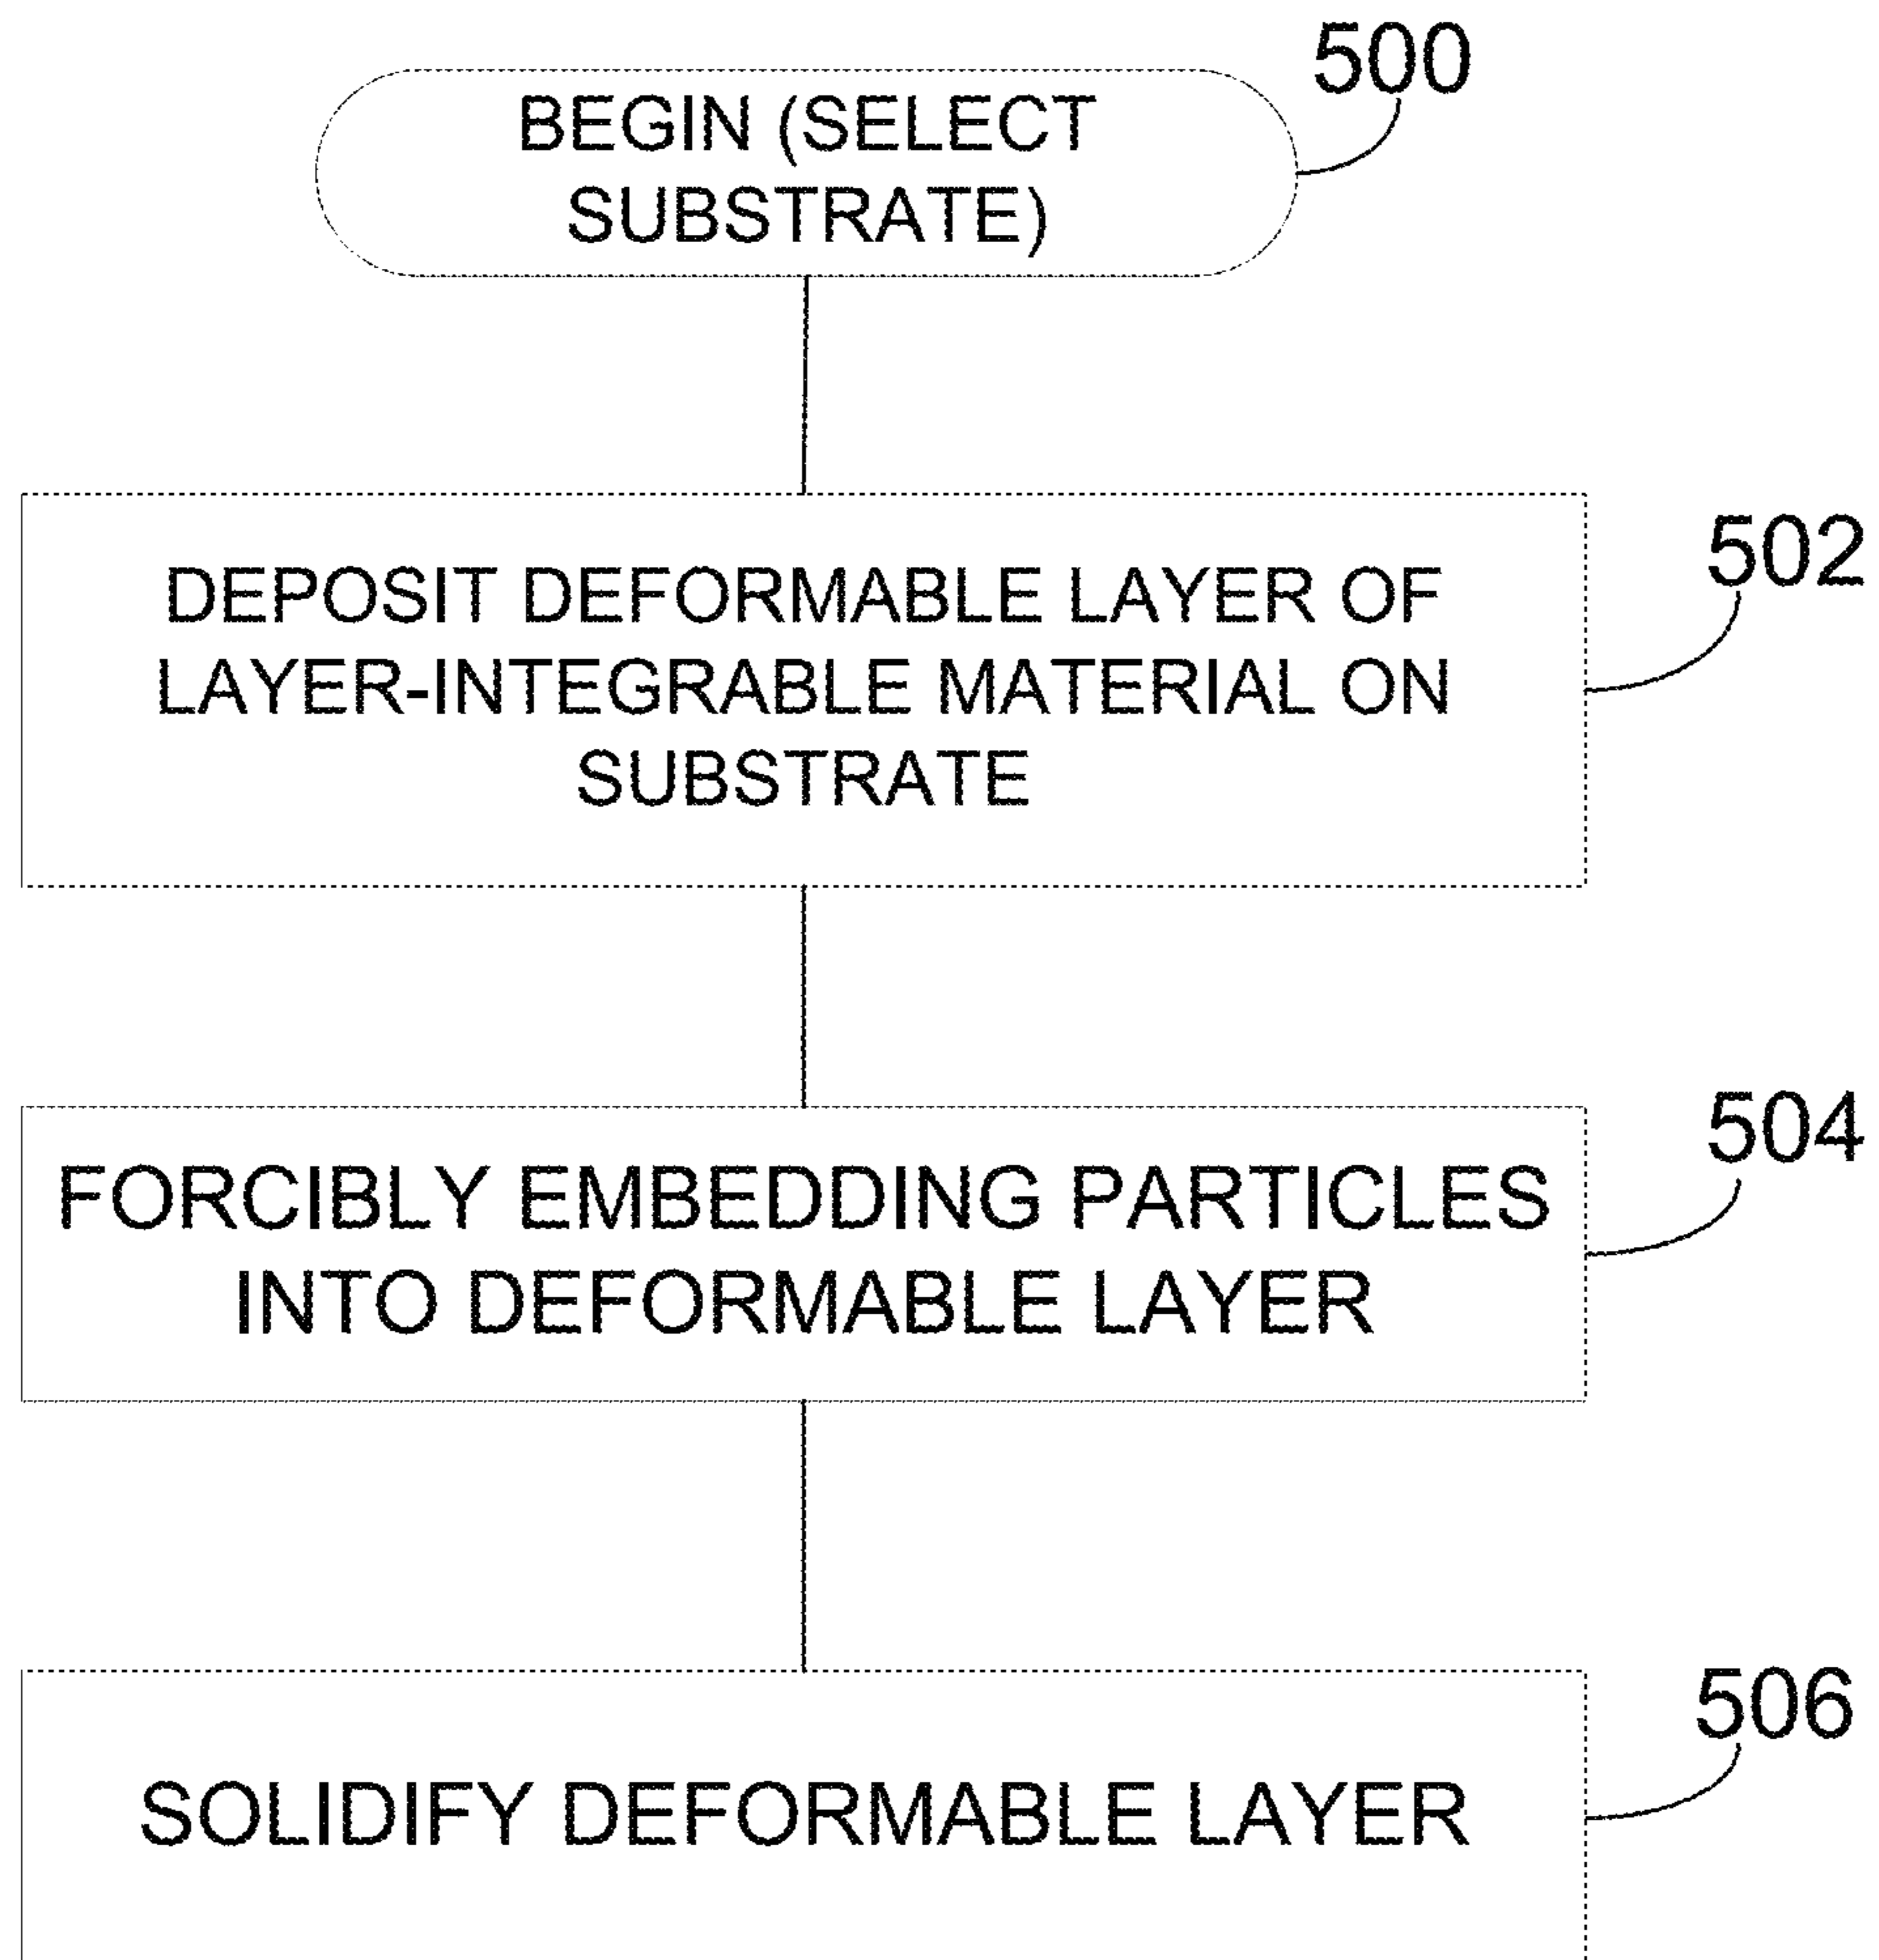 500
BEGIN (SELECT
SUBSTRATE)
502
DEPOSIT DEFORMABLE LAYER OF
LAYER-INTEGRABLE MATERIAL ON
SUBSTRATE
504
FORCIBLY EMBEDDING PARTICLES
INTO DEFORMABLE LAYER
506
SOLIDIFY DEFORMABLE LAYER